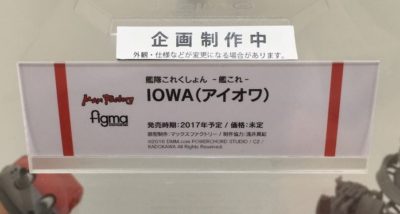 企画制作中
外観・仕様などが変更になる場合があります。
艦隊これくしょん -艦これ-
Max Factory
IOWA(アイオワ)
figma
発売時期:2017年予定 / 価格:未定
原型制作:マックスファクトリー / 制作協力:浅井真紀
©2016 DMM.com POWERCHORD STUDIO / C2 /
KADOKAWA All Rights Reserved.